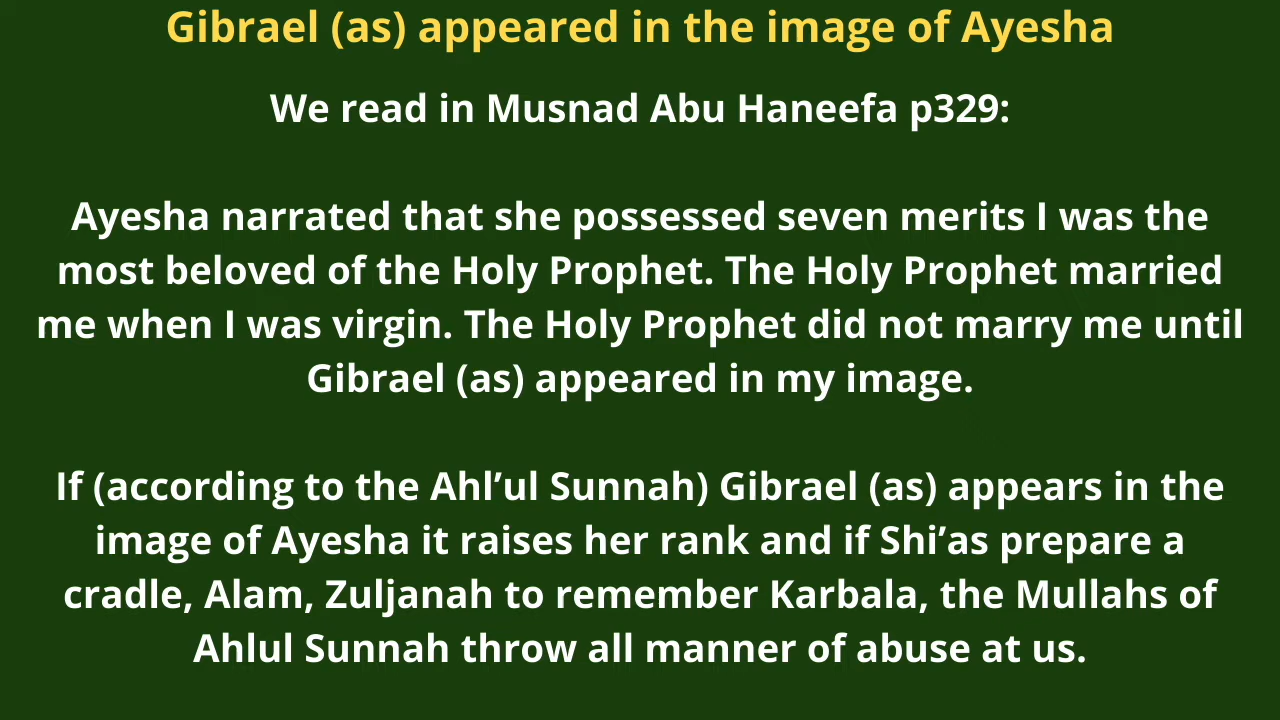 Gibrael (as) appeared in the image of Ayesha
We read in Musnad Abu Haneefa p329:
Ayesha narrated that she possessed seven merits I was the
most beloved of the Holy Prophet. The Holy Prophet married
me when I was virgin. The Holy Prophet did not marry me until
Gibrael (as) appeared in my image.
If (according to the Ahl’ul Sunnah) Gibrael (as) appears in the
image of Ayesha it raises her rank and if Shi’as prepare a
cradle, Alam, Zuljanah to remember Karbala, the Mullahs of
Ahlul Sunnah throw all manner of abuse at us.